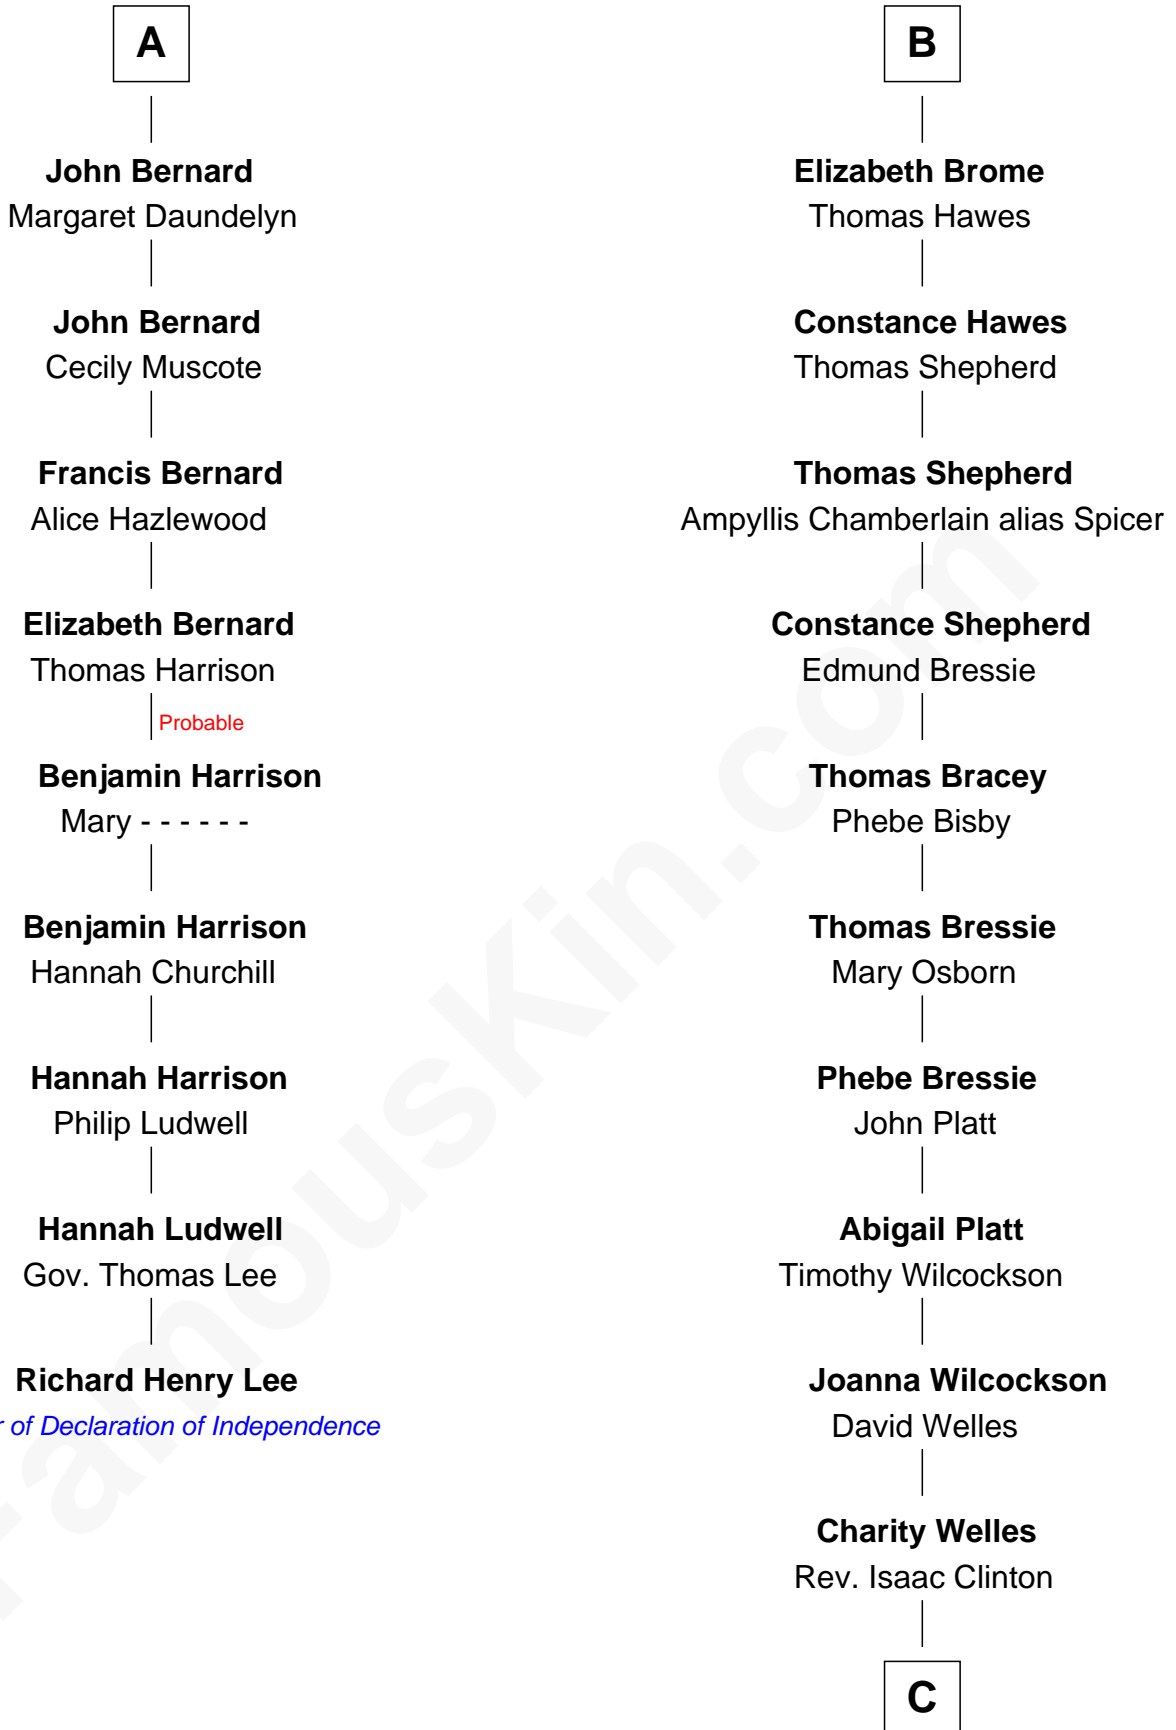 A
John Bernard
Margaret Daundelyn
John Bernard
Cecily Muscote
Francis Bernard
Alice Hazlewood
Elizabeth Bernard
Thomas Harrison
Probable
Benjamin Harrison
Mary - - - - - -
Benjamin Harrison
Hannah Churchill
Hannah Harrison
Philip Ludwell
Hannah Ludwell
Gov. Thomas Lee
Richard Henry Lee
of Declaration of Independence
B
Elizabeth Brome
Thomas Hawes
Constance Hawes
Thomas Shepherd
Thomas Shepherd
Ampyllis Chamberlain alias Spicer
Constance Shepherd
Edmund Bressie
Thomas Bracey
Phebe Bisby
Thomas Bressie
Mary Osborn
Phebe Bressie
John Platt
Abigail Platt
Timothy Wilcockson
Joanna Wilcockson
David Welles
Charity Welles
Rev. Isaac Clinton
C
FamousKin.com